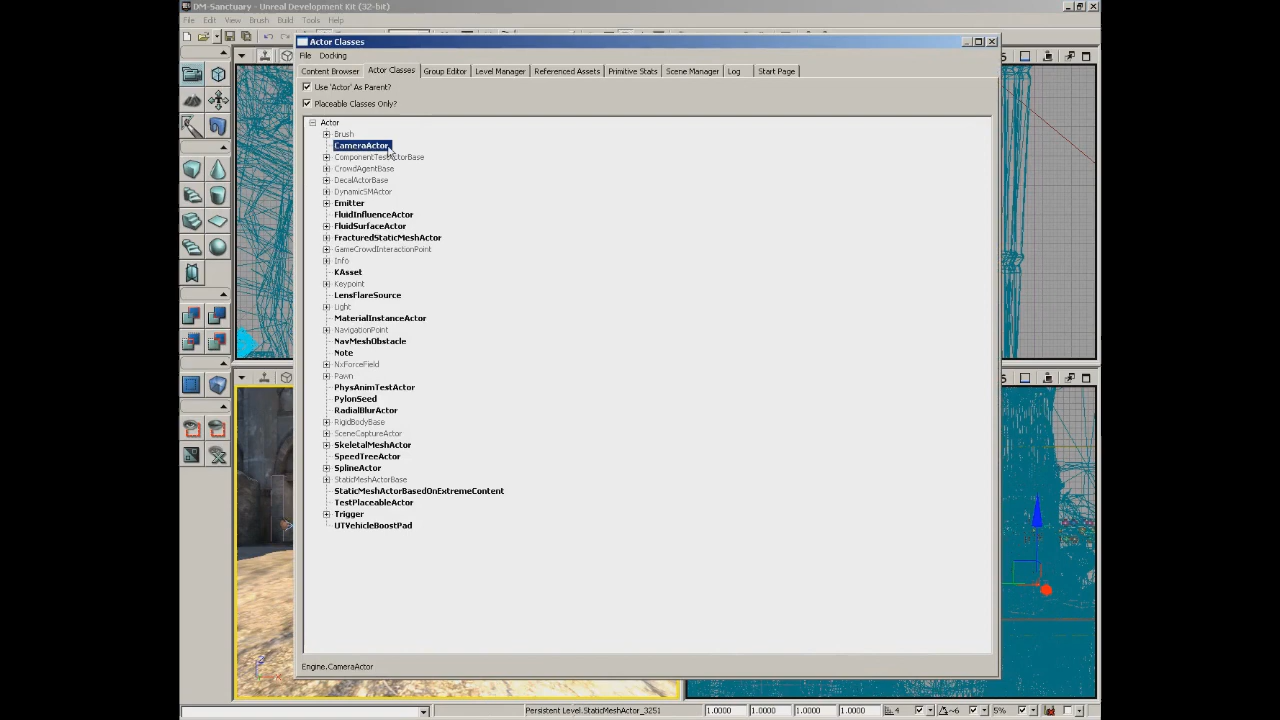 DM-Sanctuary - Unreal Development Kit (32-bit)
File Edit View Brush Build Tools Help
Actor Classes
File Docking
Content Browser Actor Classes Group Editor Level Manager Referenced Assets Primitive Stats Scene Manager Log Start Page
Use 'Actor' As Parent?
Placeable Classes Only?
Actor
Brush
CameraActor
ComponentTestActorBase
CrowdAgentBase
DecalActorBase
DynamicSMActor
Emitter
FluidInfluenceActor
FluidSurfaceActor
FracturedStaticMeshActor
GameCrowdInteractionPoint
Info
KAsset
Keypoint
LensFlareSource
Light
MaterialInstanceActor
NavigationPoint
NavMeshObstacle
Note
NxForceField
Pawn
PhysAnimTestActor
PylonSeed
RadialBlurActor
RigidBodyBase
SceneCaptureActor
SkeletalMeshActor
SpeedTreeActor
SplineActor
StaticMeshActorBase
StaticMeshActorBasedOnExtremeContent
TestPlaceableActor
Trigger
UTVehicleBoostPad
Engine.CameraActor
Persistent Level.StaticMeshActor_3251 1.0000 1.0000 1.0000 1.0000 4 ~6 5%